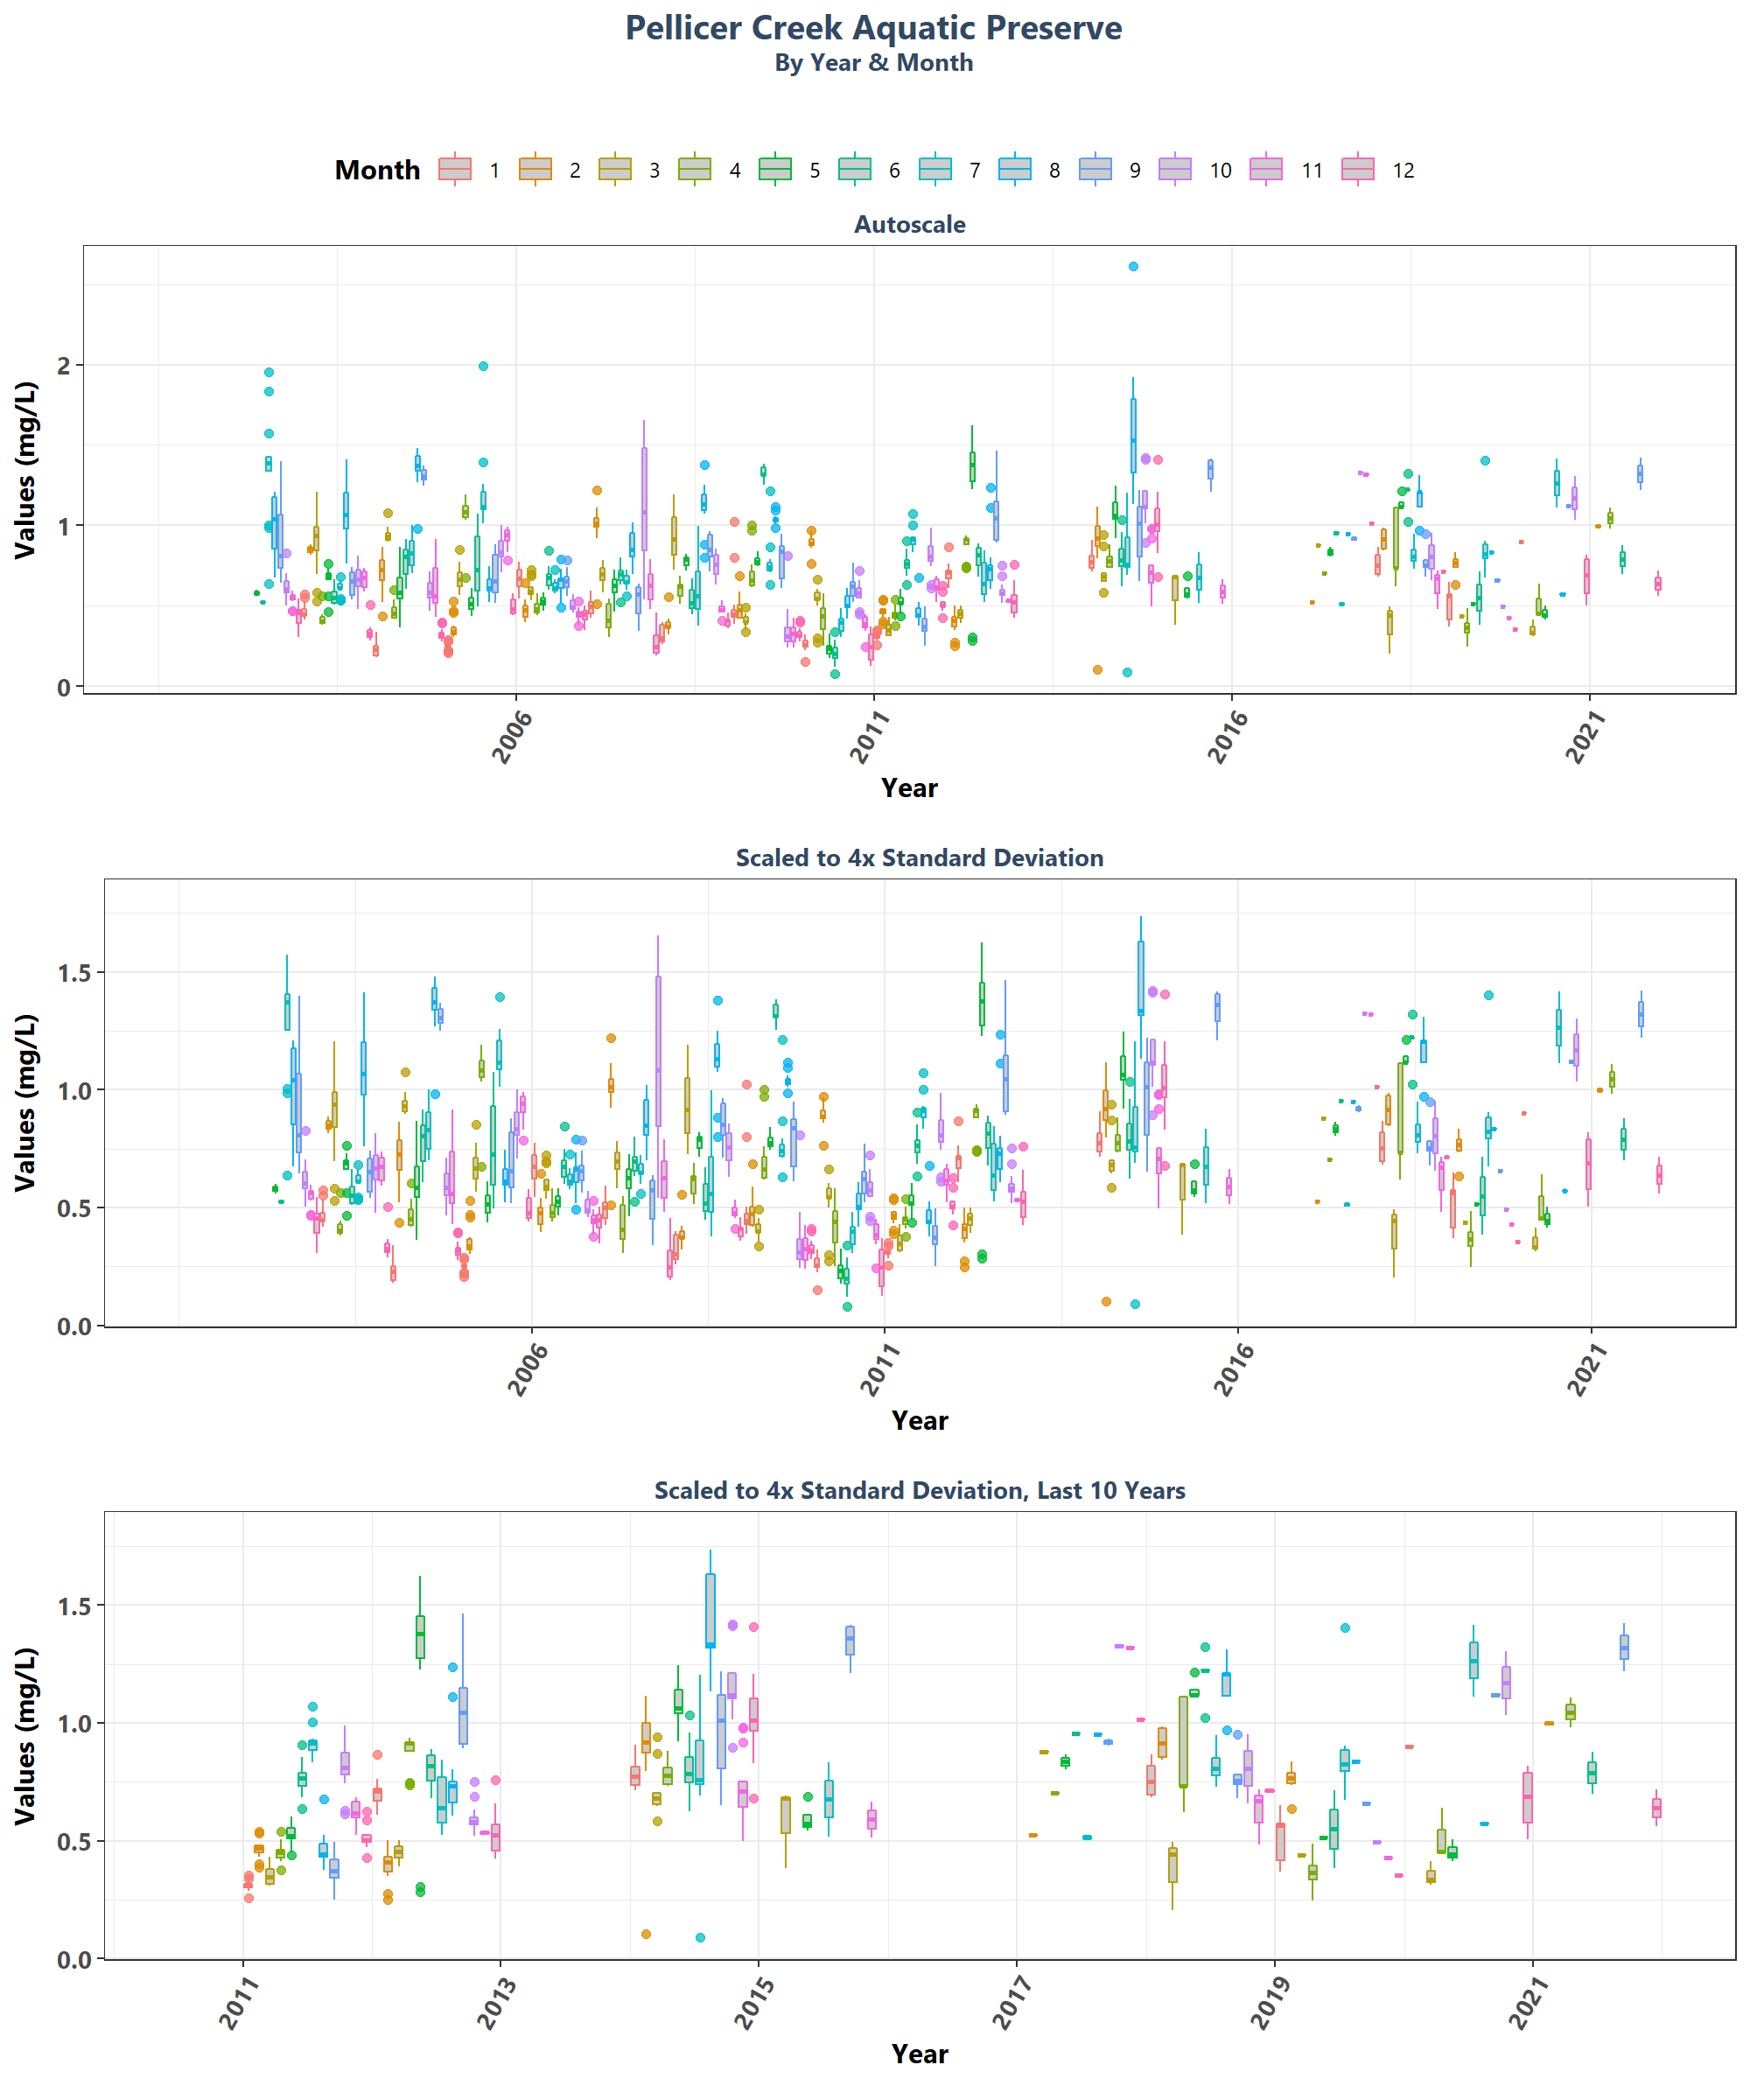 Pellicer Creek Aquatic Preserve
By Year & Month
Month 1 2 3 4 5 6 7 8 9 10 11 12
Autoscale
Values (mg/L)
2
1
0
2006 2011 2016 2021
Year
Scaled to 4x Standard Deviation
Values (mg/L)
1.5
1.0
0.5
0.0
2006 2011 2016 2021
Year
Scaled to 4x Standard Deviation, Last 10 Years
Values (mg/L)
1.5
1.0
0.5
0.0
2011 2013 2015 2017 2019 2021
Year